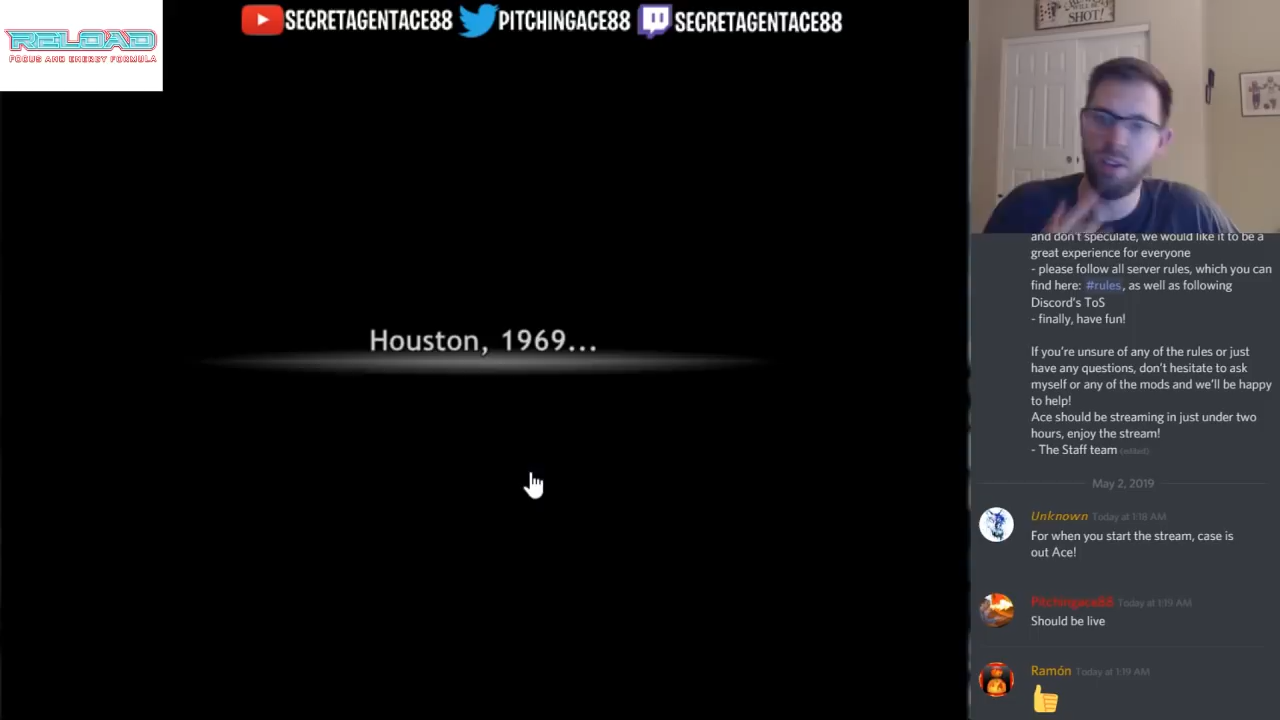 RELOAD
FOCUS AND ENERGY FORMULA
SECRETAGENTACE88
PITCHINGACE88
SECRETAGENTACE88
SHOT!
Houston, 1969...
and don't speculate, we would like it to be a
great experience for everyone
- please follow all server rules, which you can
find here: #rules, as well as following
Discord's ToS
- finally, have fun!
If you're unsure of any of the rules or just
have any questions, don't hesitate to ask
myself or any of the mods and we'll be happy
to help!
Ace should be streaming in just under two
hours, enjoy the stream!
- The Staff team (edited)
May 2, 2019
Unknown Today at 1:18 AM
For when you start the stream, case is
out Ace!
Pitchingace88 Today at 1:19 AM
Should be live
Ramón Today at 1:19 AM